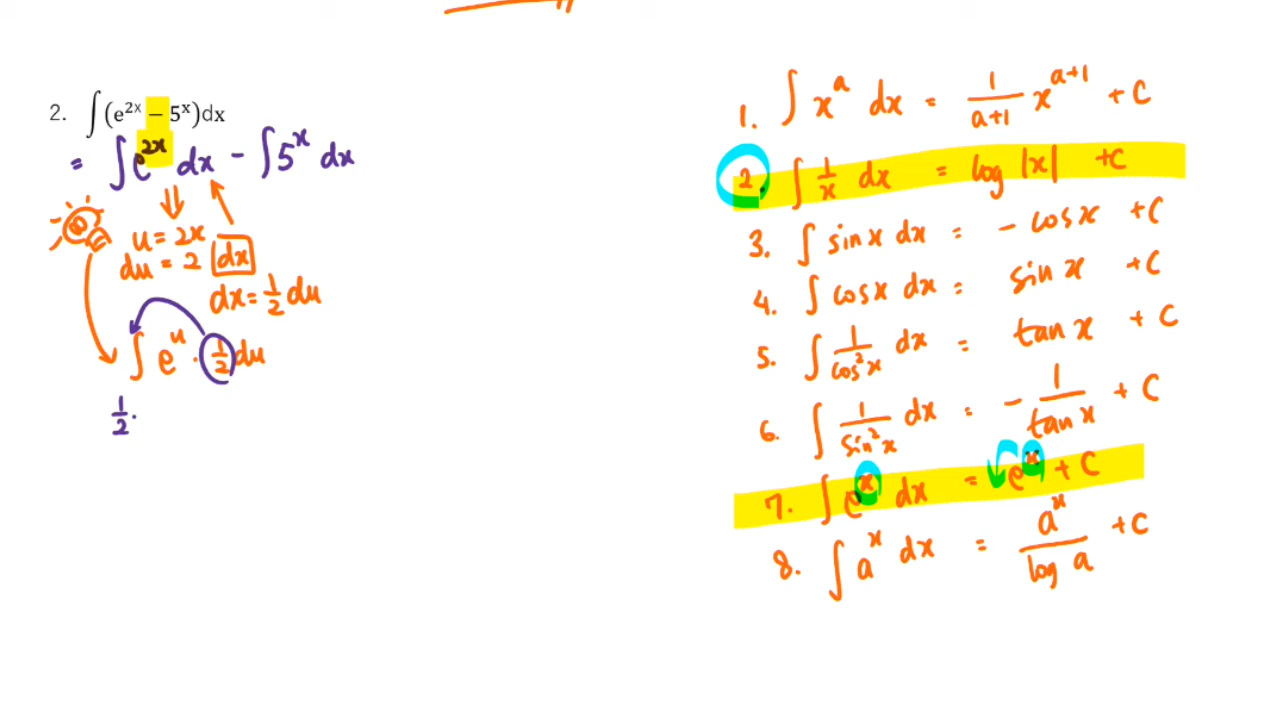 2. ∫(e^{2x} − 5^x)dx
= ∫e^{2x} dx − ∫5^x dx
u = 2x
du = 2 dx
dx = 1/2 du
∫ e^u · 1/2 du
1/2 ·
1. ∫ x^a dx = 1/(a+1) x^{a+1} + C
2. ∫ 1/x dx = log |x| + C
3. ∫ sin x dx = − cos x + C
4. ∫ cos x dx = sin x + C
5. ∫ 1/cos²x dx = tan x + C
6. ∫ 1/sin²x dx = − 1/tan x + C
7. ∫ e^x dx = e^x + C
8. ∫ a^x dx = a^x/log a + C